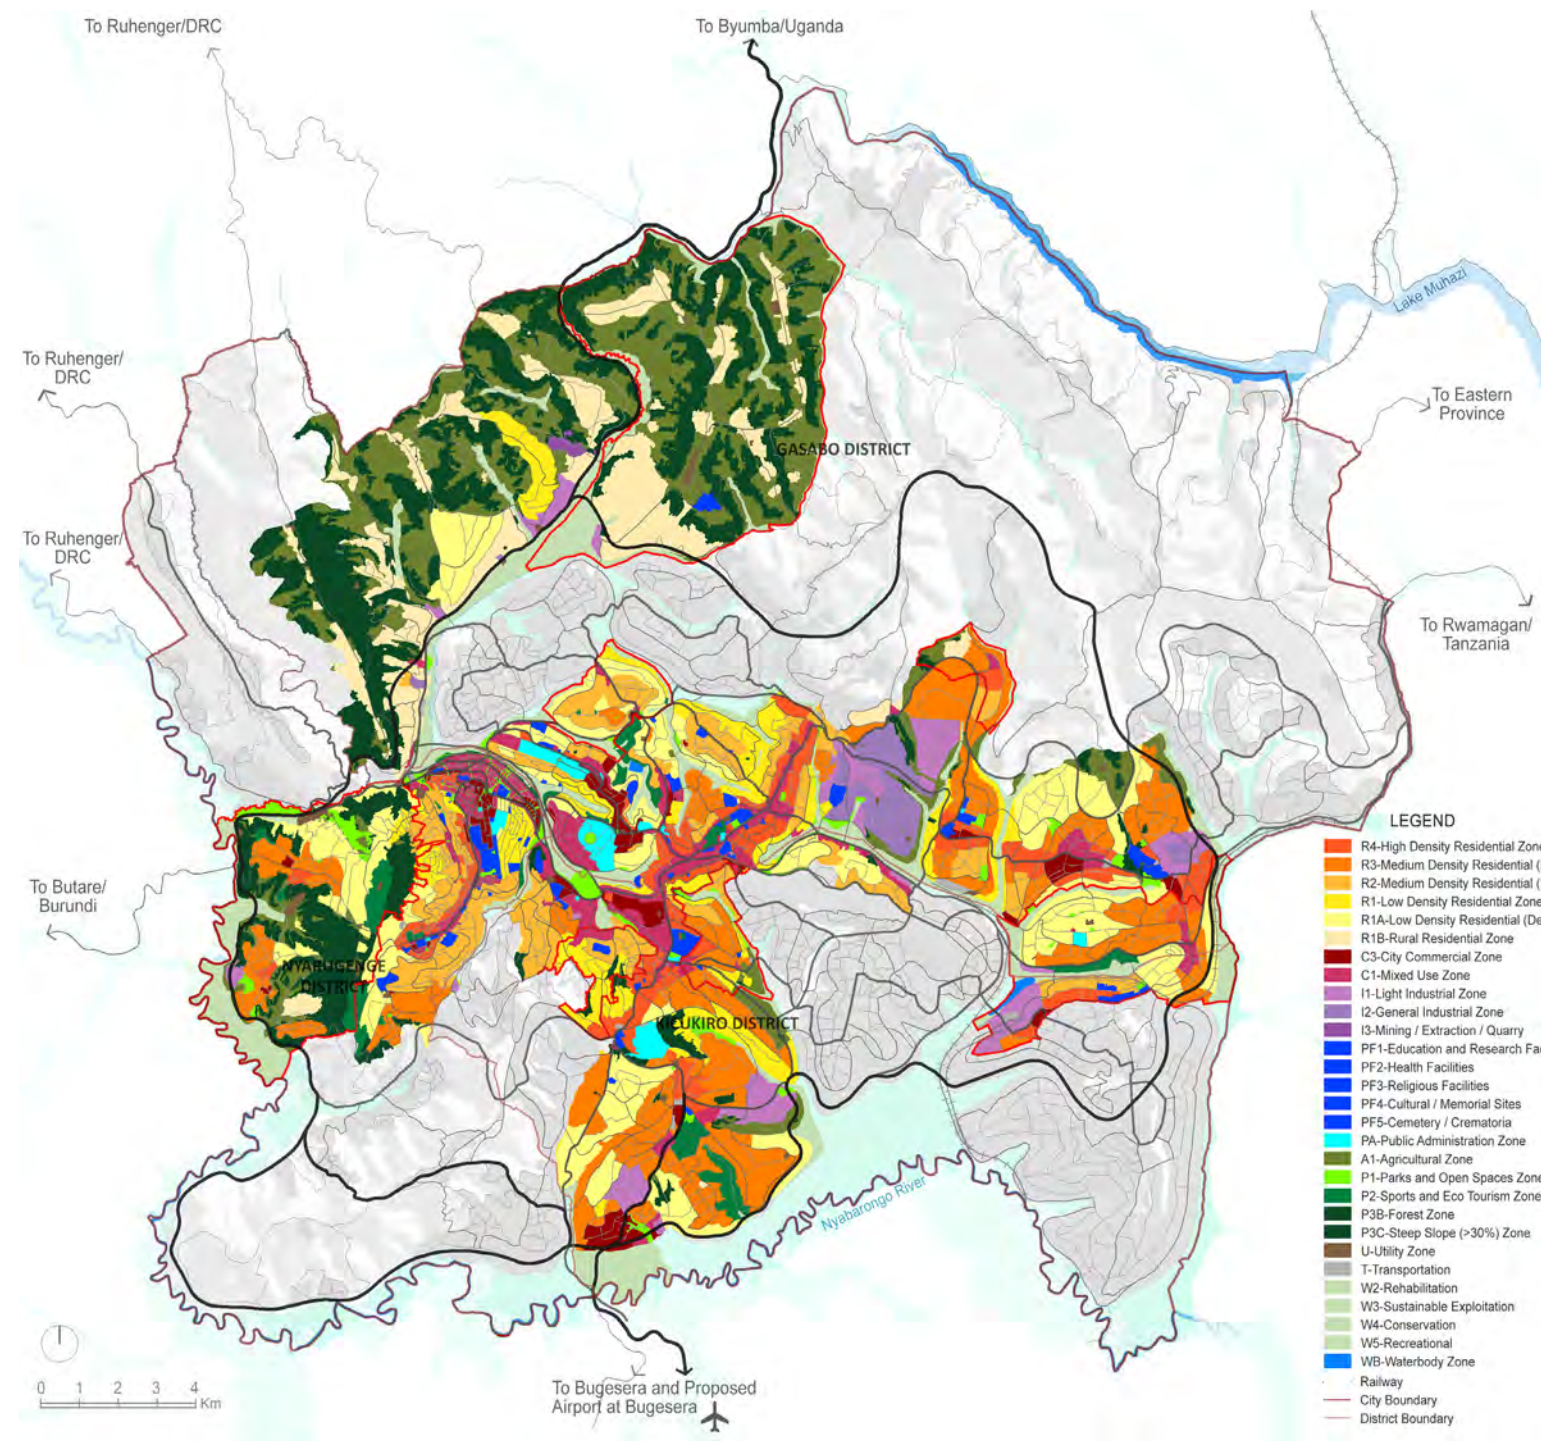 To Ruhenger/DRC
To Byumba/Uganda
Lake Muhazi
To Ruhenger/
DRC
To Eastern
Province
GASABO DISTRICT
To Ruhenger/
DRC
To Rwamagan/
Tanzania
To Butare/
Burundi
NYARUGENGE
DISTRICT
KICUKIRO DISTRICT
Nyabarongo River
LEGEND
R4-High Density Residential Zone
R3-Medium Density Residential (
R2-Medium Density Residential (
R1-Low Density Residential Zone
R1A-Low Density Residential (De
R1B-Rural Residential Zone
C3-City Commercial Zone
C1-Mixed Use Zone
I1-Light Industrial Zone
I2-General Industrial Zone
I3-Mining / Extraction / Quarry
PF1-Education and Research Fa
PF2-Health Facilities
PF3-Religious Facilities
PF4-Cultural / Memorial Sites
PF5-Cemetery / Crematoria
PA-Public Administration Zone
A1-Agricultural Zone
P1-Parks and Open Spaces Zone
P2-Sports and Eco Tourism Zone
P3B-Forest Zone
P3C-Steep Slope (>30%) Zone
U-Utility Zone
T-Transportation
W2-Rehabilitation
W3-Sustainable Exploitation
W4-Conservation
W5-Recreational
WB-Waterbody Zone
Railway
City Boundary
District Boundary
0 1 2 3 4
Km
To Bugesera and Proposed
Airport at Bugesera